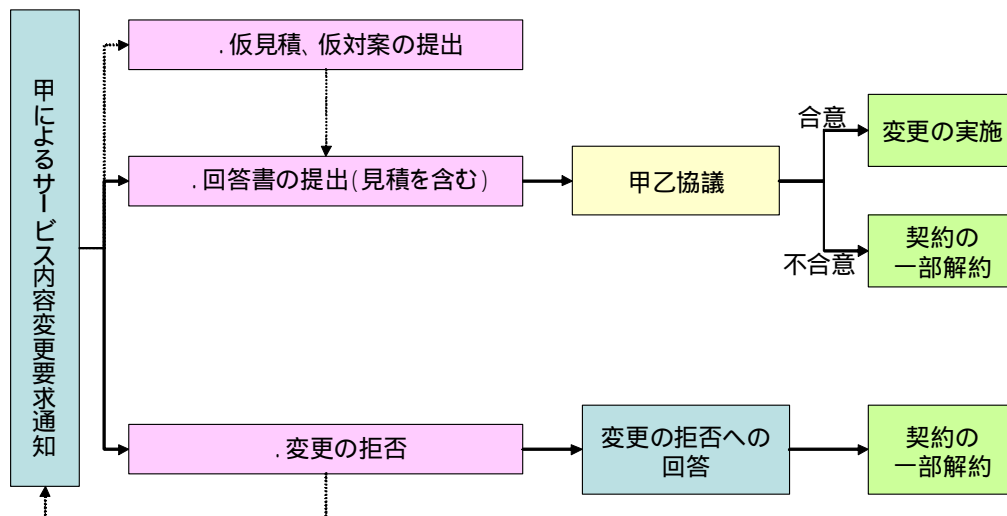 甲によるサービス内容変更要求通知
.仮見積、仮対案の提出
.回答書の提出(見積を含む)
甲乙協議
合意
変更の実施
不合意
契約の
一部解約
.変更の拒否
変更の拒否への
回答
契約の
一部解約